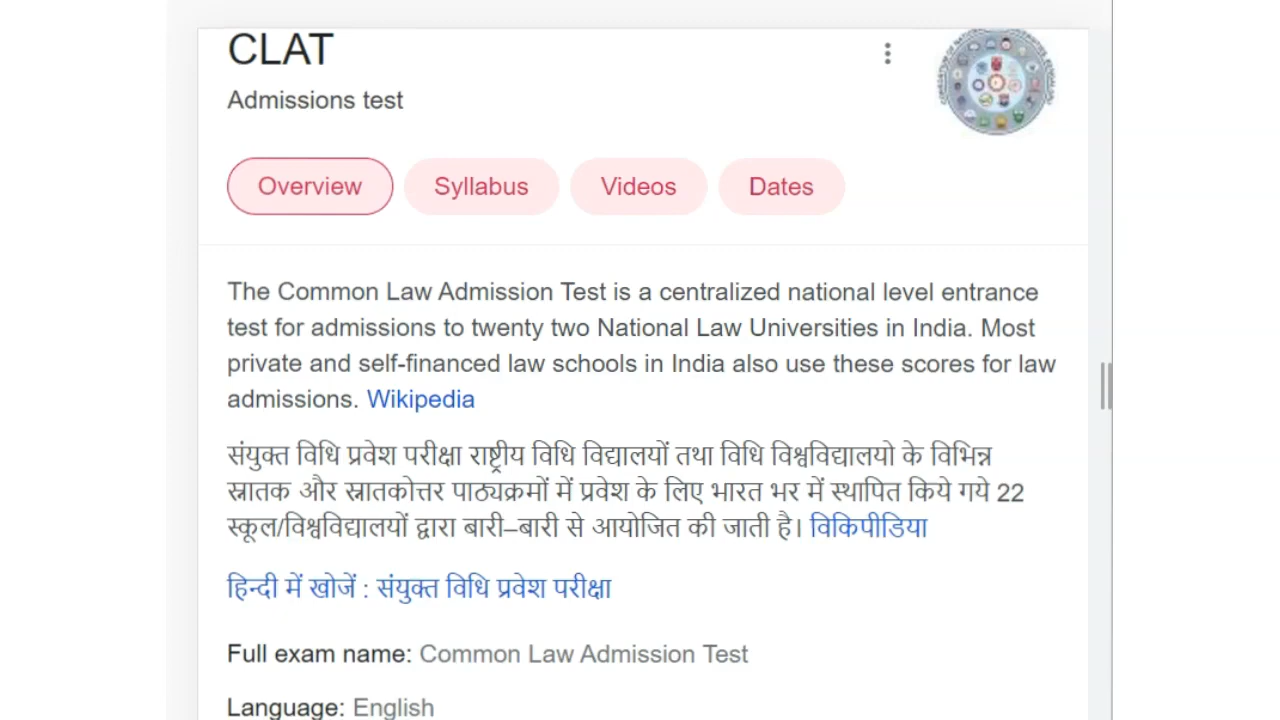 CLAT
Admissions test
Overview
Syllabus
Videos
Dates
The Common Law Admission Test is a centralized national level entrance
test for admissions to twenty two National Law Universities in India. Most
private and self-financed law schools in India also use these scores for law
admissions. Wikipedia
संयुक्त विधि प्रवेश परीक्षा राष्ट्रीय विधि विद्यालयों तथा विधि विश्वविद्यालयो के विभिन्न
स्नातक और स्नातकोत्तर पाठ्यक्रमों में प्रवेश के लिए भारत भर में स्थापित किये गये 22
स्कूल/विश्वविद्यालयों द्वारा बारी–बारी से आयोजित की जाती है। विकिपीडिया
हिन्दी में खोजें : संयुक्त विधि प्रवेश परीक्षा
Full exam name: Common Law Admission Test
Language: English